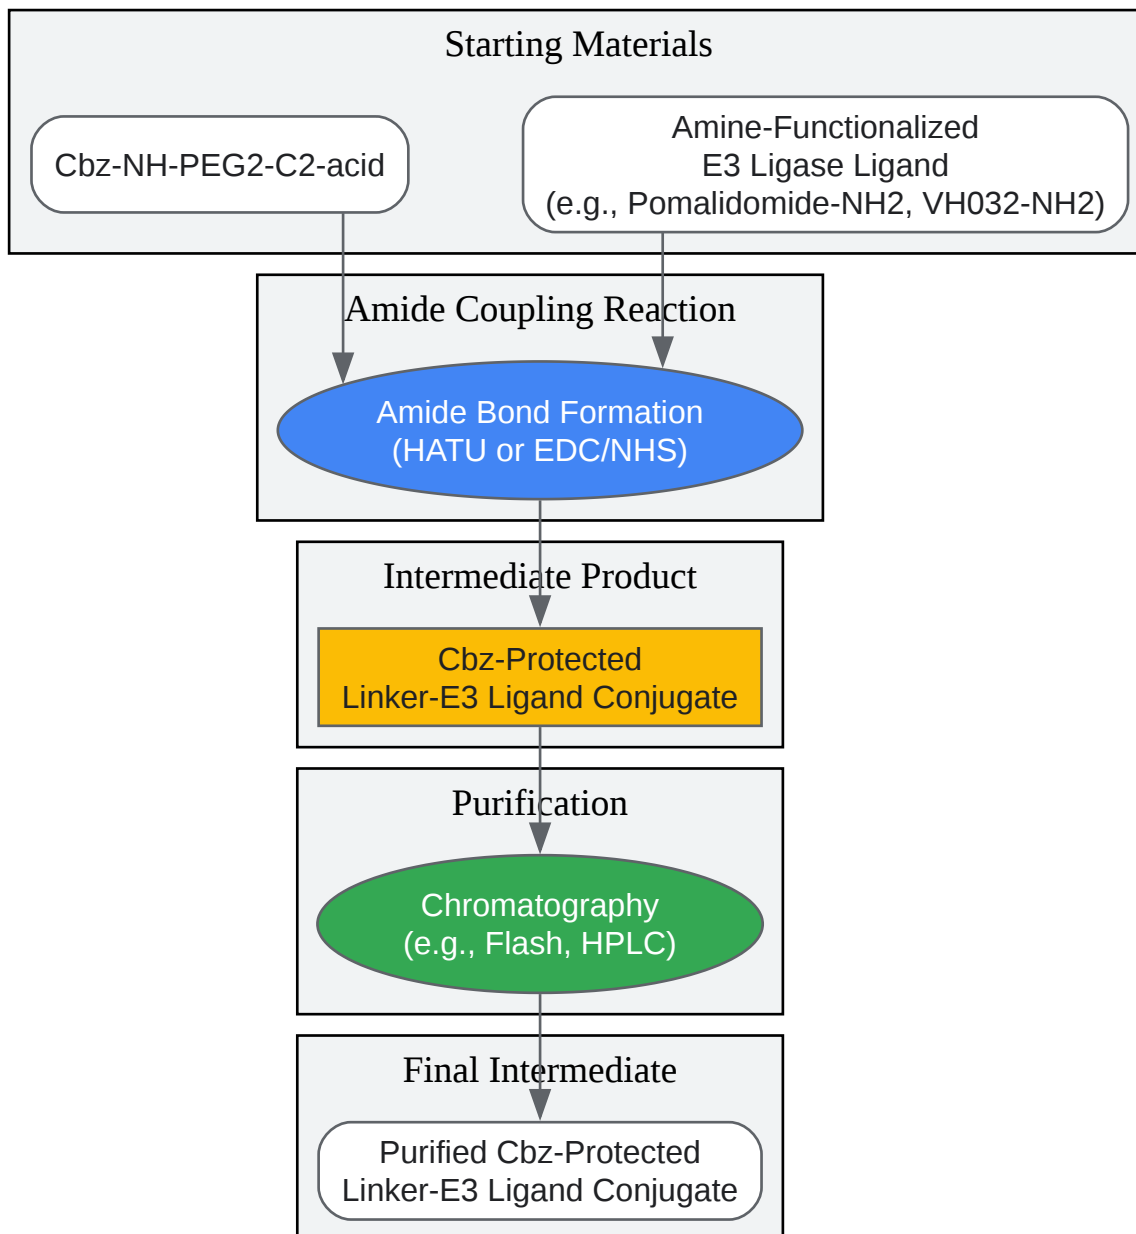 Starting Materials
Cbz-NH-PEG2-C2-acid
Amine-Functionalized
E3 Ligase Ligand
(e.g., Pomalidomide-NH2, VH032-NH2)
Amide Coupling Reaction
Amide Bond Formation
(HATU or EDC/NHS)
Intermediate Product
Cbz-Protected
Linker-E3 Ligand Conjugate
Purification
Chromatography
(e.g., Flash, HPLC)
Final Intermediate
Purified Cbz-Protected
Linker-E3 Ligand Conjugate